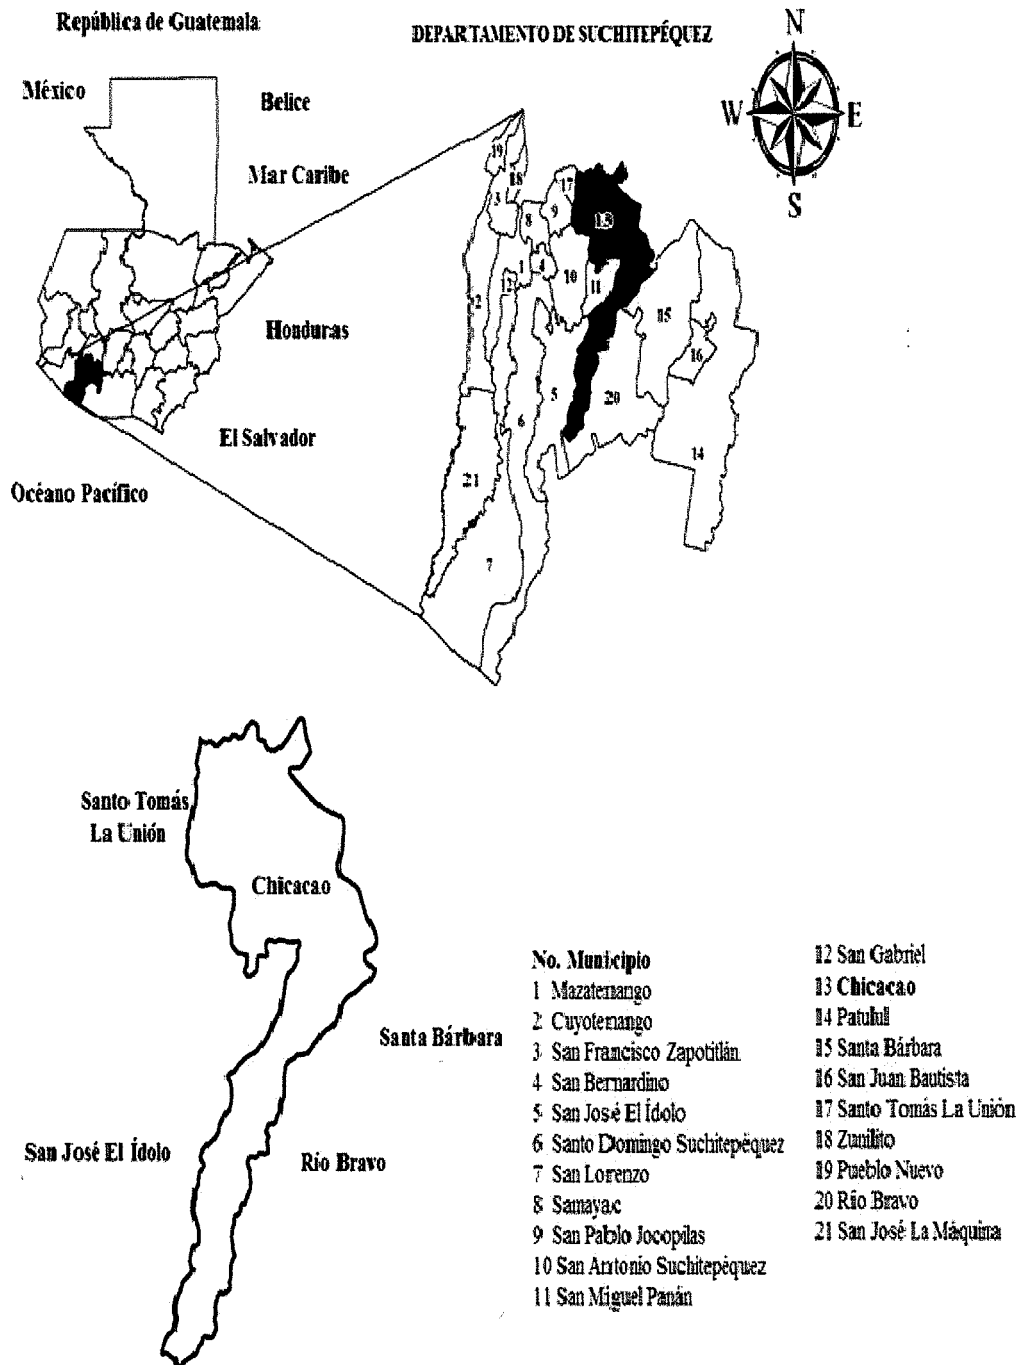 República de Guatemala
DEPARTAMENTO DE SUCHITEPÉQUEZ
N
W
E
S
México
Belice
Mar Caribe
Honduras
El Salvador
Océano Pacífico
19
18
17
3
8
9
13
1
4
10
11
12
2
15
16
5
20
6
14
21
7
Santo Tomás
La Unión
Chicacao
Santa Bárbara
San José El Ídolo
Río Bravo
No. Municipio
1 Mazatenango
2 Cuyotenango
3 San Francisco Zapotitlán
4 San Bernardino
5 San José El Ídolo
6 Santo Domingo Suchitepéquez
7 San Lorenzo
8 Samayac
9 San Pablo Jocopilas
10 San Antonio Suchitepéquez
11 San Miguel Panán
12 San Gabriel
13 Chicacao
14 Patulul
15 Santa Bárbara
16 San Juan Bautista
17 Santo Tomás La Unión
18 Zunilito
19 Pueblo Nuevo
20 Río Bravo
21 San José La Máquina